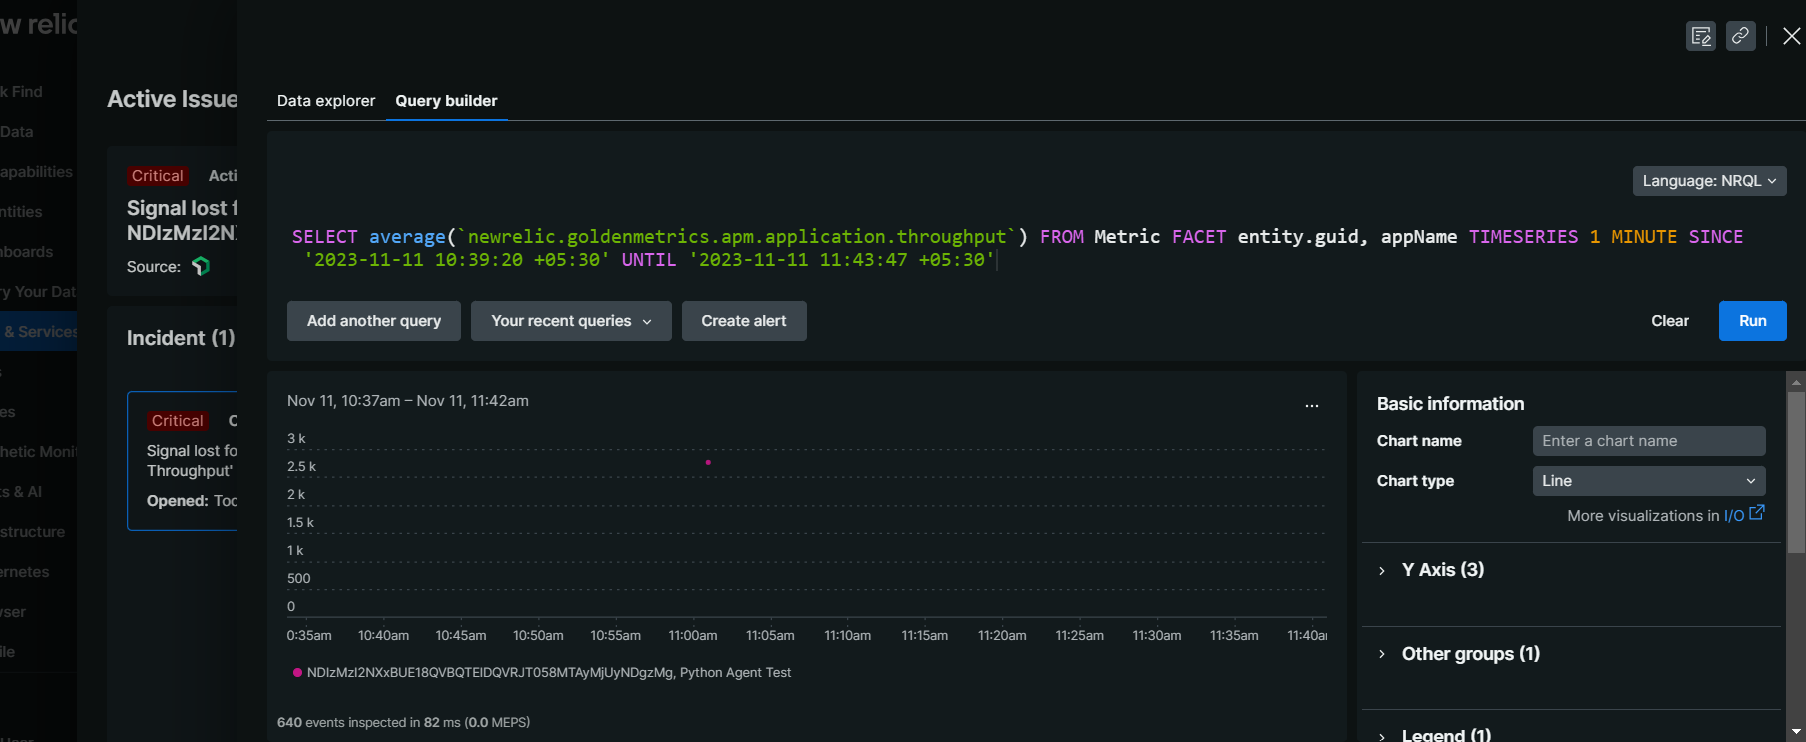 w relic
k Find
Data
apabilities
ntities
boards
ry Your Dat
& Services
s
es
hetic Monit
s & AI
structure
ernetes
wser
ile
Active Issue
Critical Acti
Signal lost f
NDIzMzI2NX
Source:
Incident (1)
Critical
Signal lost fo
Throughput'
Opened: Too
Data explorer Query builder
Language: NRQL
SELECT average(`newrelic.goldenmetrics.apm.application.throughput`) FROM Metric FACET entity.guid, appName TIMESERIES 1 MINUTE SINCE
'2023-11-11 10:39:20 +05:30' UNTIL '2023-11-11 11:43:47 +05:30'
Add another query Your recent queries Create alert Clear Run
Nov 11, 10:37am – Nov 11, 11:42am
...
3 k
2.5 k
2 k
1.5 k
1 k
500
0
0:35am 10:40am 10:45am 10:50am 10:55am 11:00am 11:05am 11:10am 11:15am 11:20am 11:25am 11:30am 11:35am 11:40a
NDIzMzI2NXxBUE18QVBQTElDQVRJT058MTAyMjUyNDgzMg, Python Agent Test
640 events inspected in 82 ms (0.0 MEPS)
Basic information
Chart name Enter a chart name
Chart type Line
More visualizations in I/O
Y Axis (3)
Other groups (1)
Legend (1)